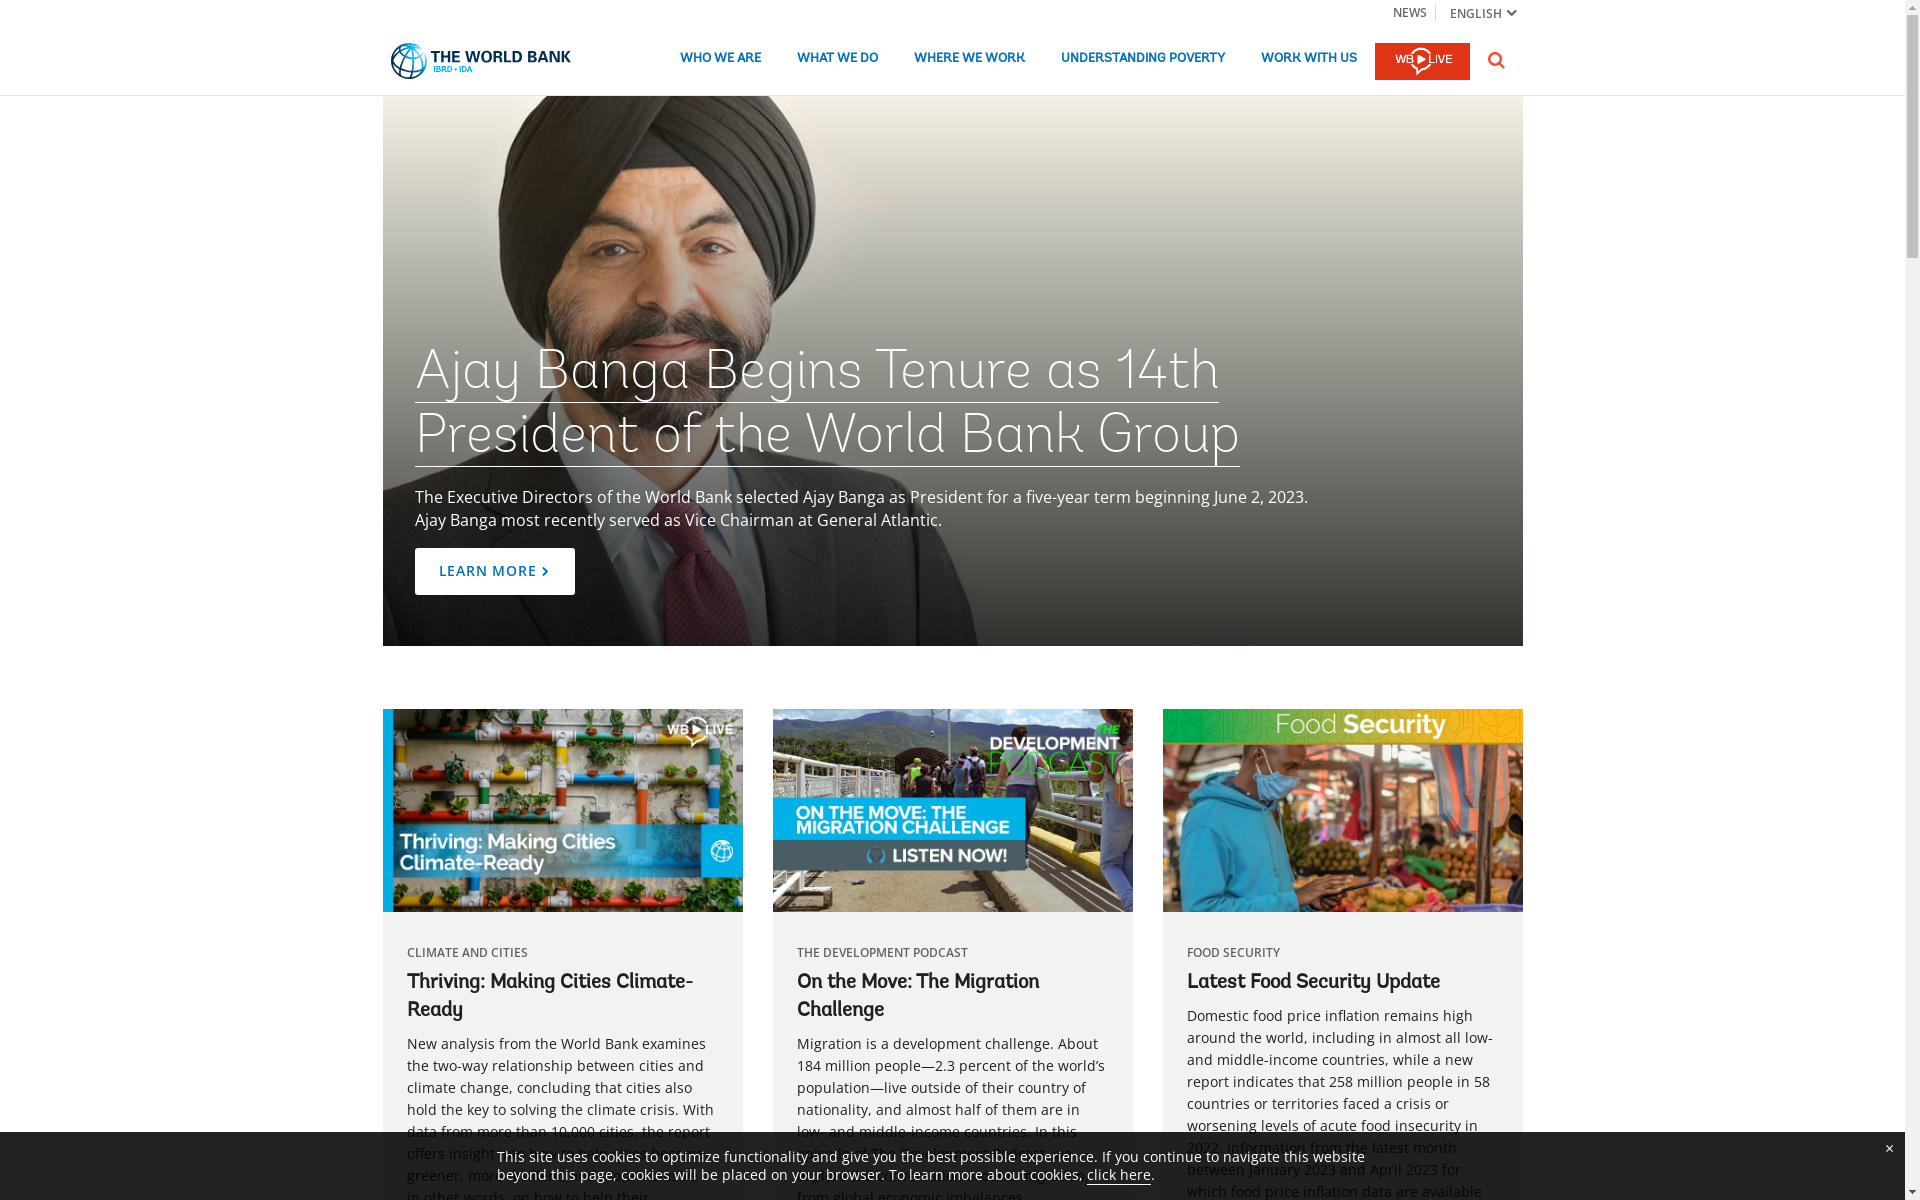 NEWS
ENGLISH
THE WORLD BANK
IBRD • IDA
WHO WE ARE
WHAT WE DO
WHERE WE WORK
UNDERSTANDING POVERTY
WORK WITH US
WB LIVE
Ajay Banga Begins Tenure as 14th
President of the World Bank Group
The Executive Directors of the World Bank selected Ajay Banga as President for a five-year term beginning June 2, 2023.
Ajay Banga most recently served as Vice Chairman at General Atlantic.
LEARN MORE
WB LIVE
Thriving: Making Cities
Climate-Ready
CLIMATE AND CITIES
Thriving: Making Cities Climate-
Ready
New analysis from the World Bank examines
the two-way relationship between cities and
climate change, concluding that cities also
hold the key to solving the climate crisis. With
data from more than 10,000 cities, the report
offers insight
greener, mor
in other words, on how to help their
THE
DEVELOPMENT
PODCAST
ON THE MOVE: THE
MIGRATION CHALLENGE
LISTEN NOW!
THE DEVELOPMENT PODCAST
On the Move: The Migration
Challenge
Migration is a development challenge. About
184 million people—2.3 percent of the world’s
population—live outside of their country of
nationality, and almost half of them are in
low- and middle-income countries. In this
from global economic imbalances
Food Security
FOOD SECURITY
Latest Food Security Update
Domestic food price inflation remains high
around the world, including in almost all low-
and middle-income countries, while a new
report indicates that 258 million people in 58
countries or territories faced a crisis or
worsening levels of acute food insecurity in
2022. Information from the latest month
between January 2023 and April 2023 for
which food price inflation data are available
This site uses cookies to optimize functionality and give you the best possible experience. If you continue to navigate this website
beyond this page, cookies will be placed on your browser. To learn more about cookies, click here.
×